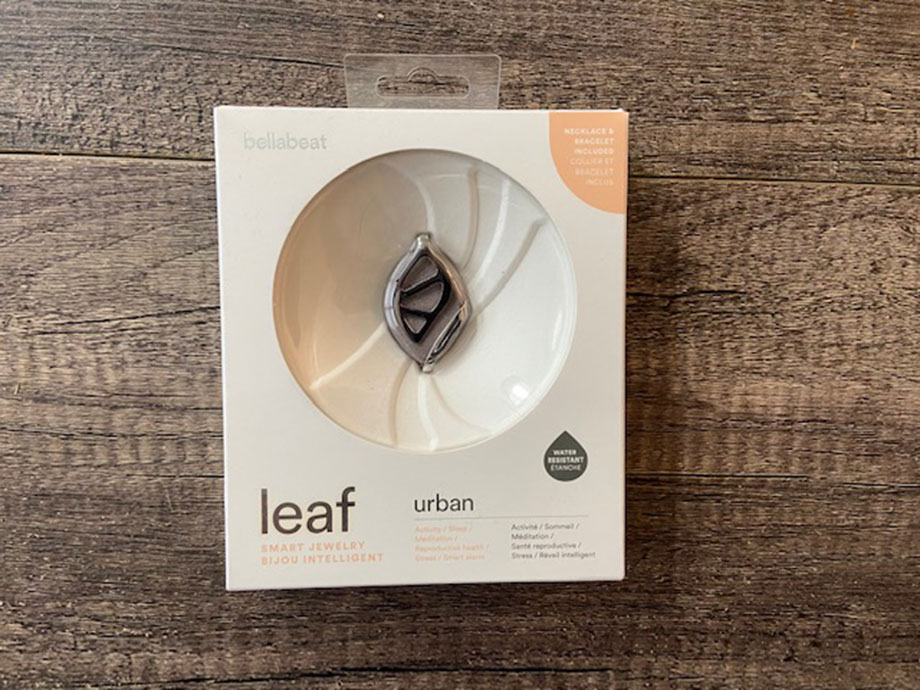 bellabeat
NECKLACE &
BRACELET
INCLUDED
COLLIER ET
BRACELET
INCLUS
WATER
RESISTANT
ÉTANCHE
leaf
SMART JEWELRY
BIJOU INTELLIGENT
urban
Activity / Sleep /
Meditation /
Reproductive health /
Stress / Smart alarm
Activité / Sommeil /
Méditation /
Santé reproductive /
Stress / Réveil intelligent